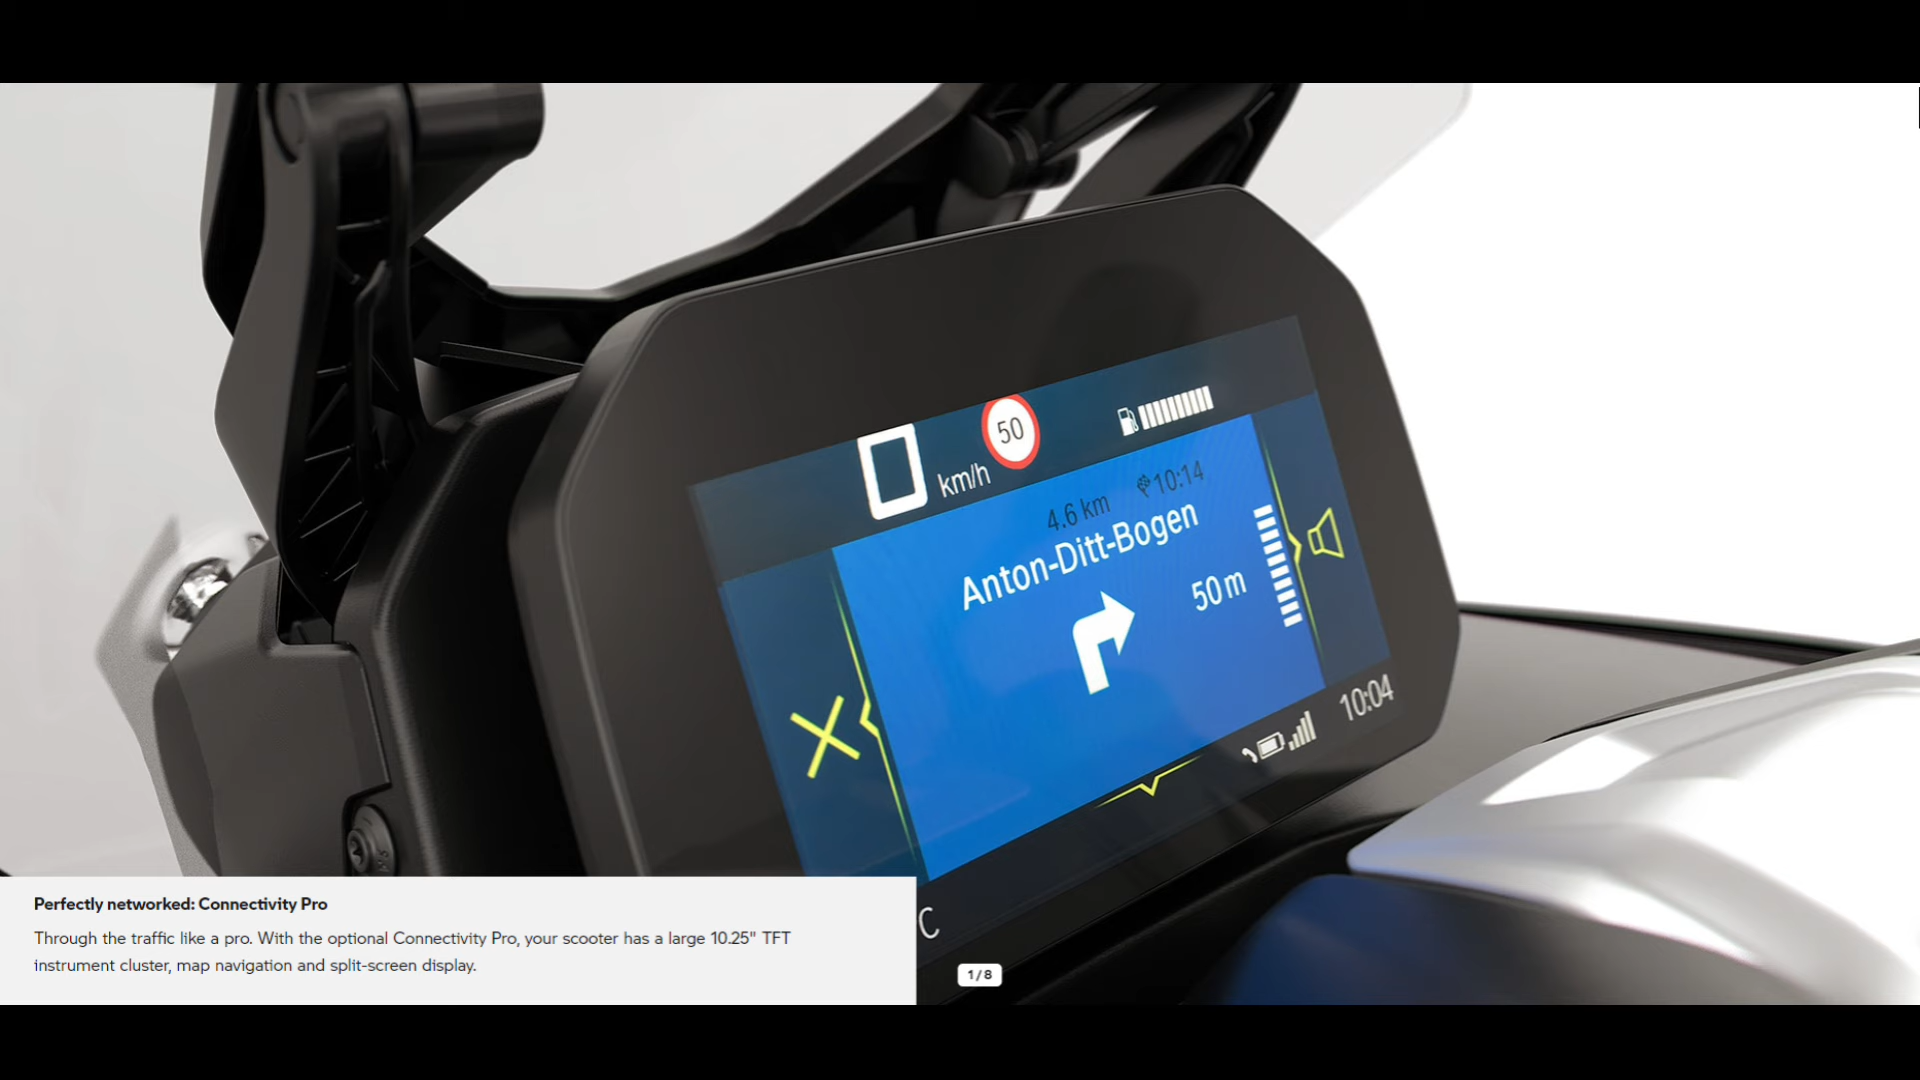 50
0 km/h
4.6 km 10:14
Anton-Ditt-Bogen
50 m
10:04
C
Perfectly networked: Connectivity Pro
Through the traffic like a pro. With the optional Connectivity Pro, your scooter has a large 10.25" TFT
instrument cluster, map navigation and split-screen display.
1/8